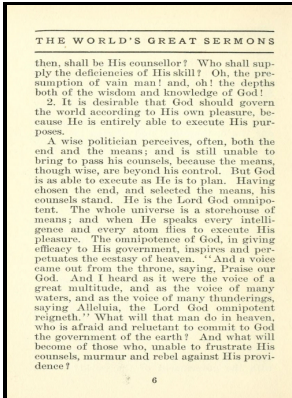 THE WORLD'S GREAT SERMONS
then, shall be His counsellor? Who shall sup-
ply the deficiencies of His skill? Oh, the pre-
sumption of vain man! and, oh! the depths
both of the wisdom and knowledge of God!
2. It is desirable that God should govern
the world according to His own pleasure, be-
cause He is entirely able to execute His pur-
poses.
A wise politician perceives, often, both the
end and the means; and is still unable to
bring to pass his counsels, because the means,
though wise, are beyond his control. But God
is as able to execute as He is to plan. Having
chosen the end, and selected the means, his
counsels stand. He is the Lord God omnipo-
tent. The whole universe is a storehouse of
means; and when He speaks every intelli-
gence and every atom flies to execute His
pleasure. The omnipotence of God, in giving
efficacy to His government, inspires and per-
petuates the ecstasy of heaven. "And a voice
came out from the throne, saying, Praise our
God. And I heard as it were the voice of a
great multitude, and as the voice of many
waters, and as the voice of many thunderings,
saying Alleluia, the Lord God omnipotent
reigneth." What will that man do in heaven,
who is afraid and reluctant to commit to God
the government of the earth? And what will
become of those who, unable to frustrate His
counsels, murmur and rebel against His provi-
dence?
6